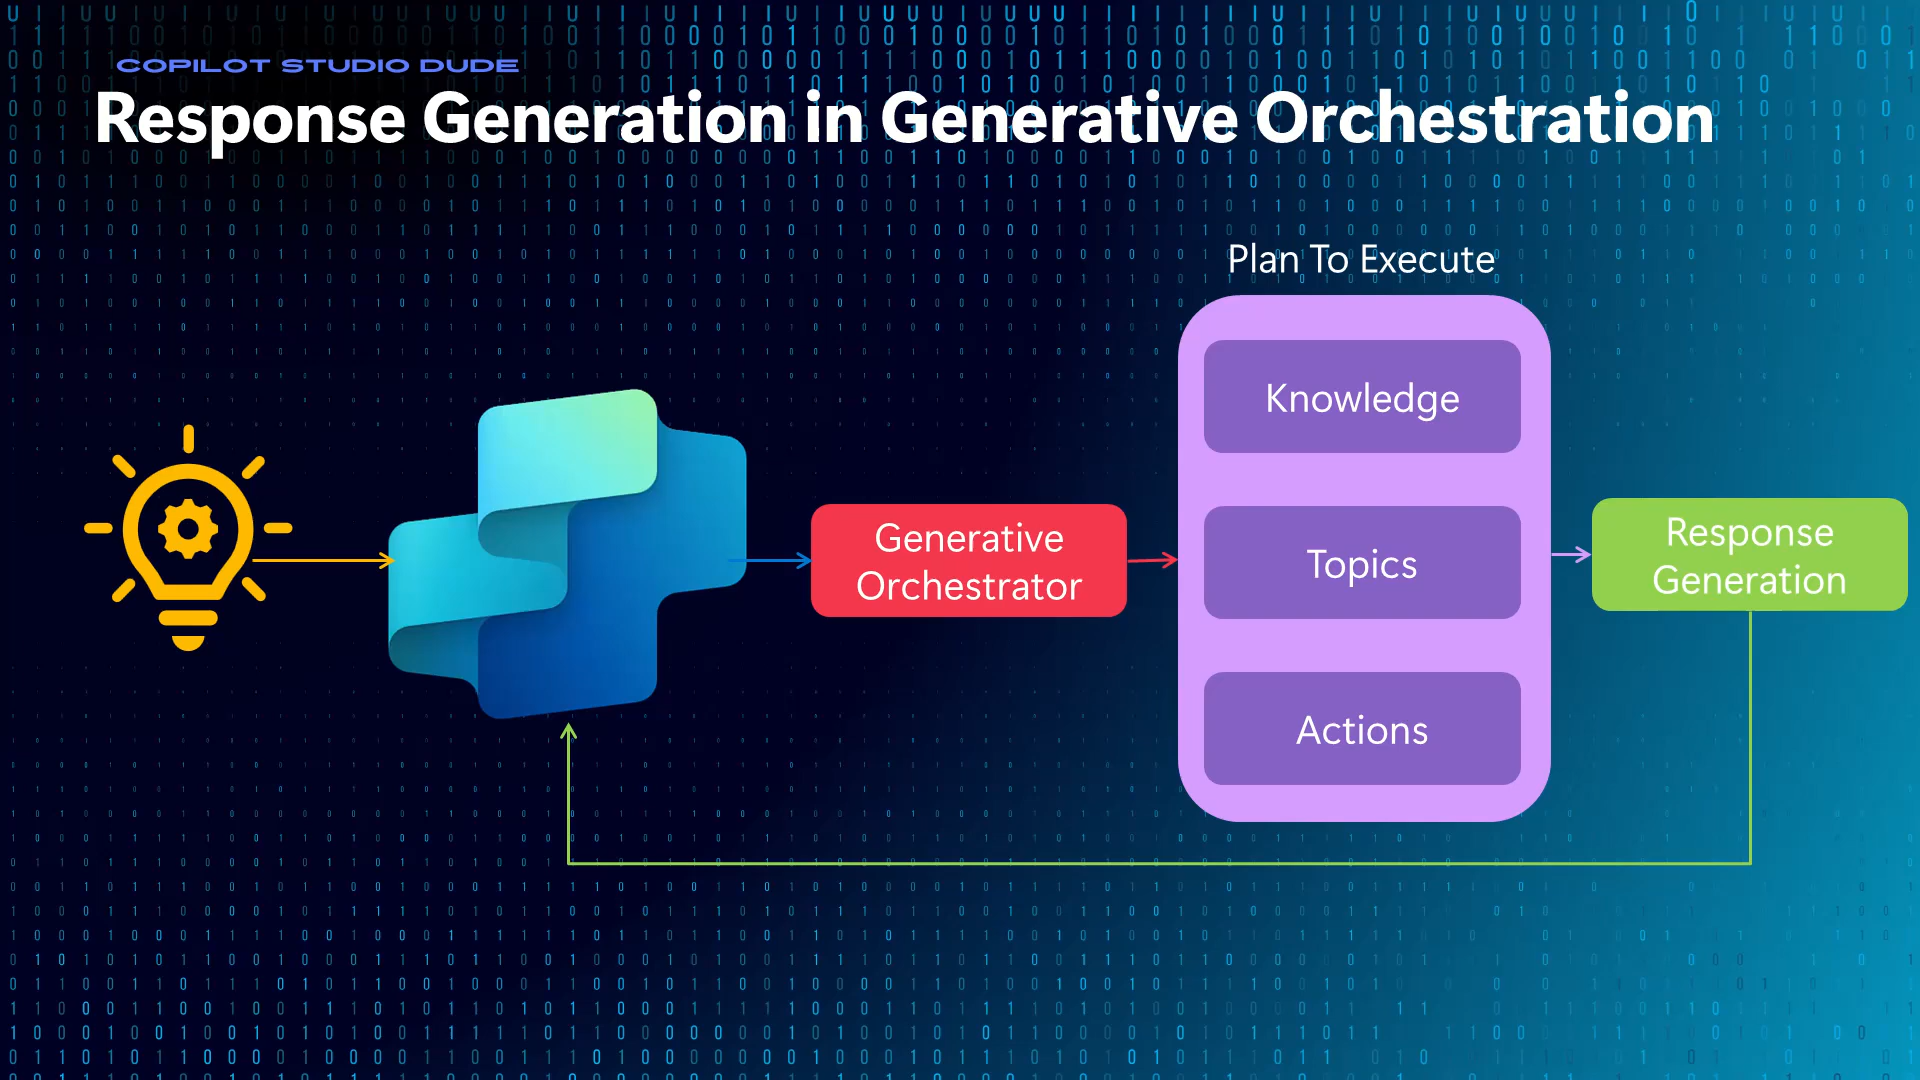 COPILOT STUDIO DUDE
Response Generation in Generative Orchestration
Plan To Execute
Knowledge
Generative
Orchestrator
Topics
Response
Generation
Actions